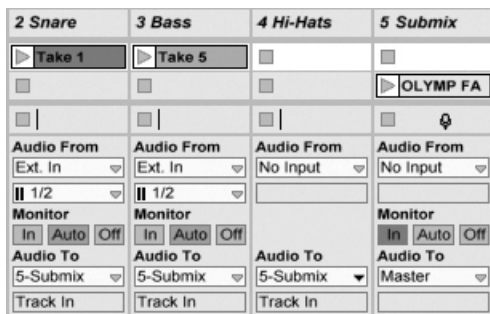 2 Snare 3 Bass 4 Hi-Hats 5 Submix
Take 1 Take 5
OLYMP FA
Audio From Audio From Audio From Audio From
Ext. In Ext. In No Input No Input
1/2 1/2
Monitor Monitor Monitor
In Auto Off In Auto Off In Auto Off
Audio To Audio To Audio To Audio To
5-Submix 5-Submix 5-Submix Master
Track In Track In Track In